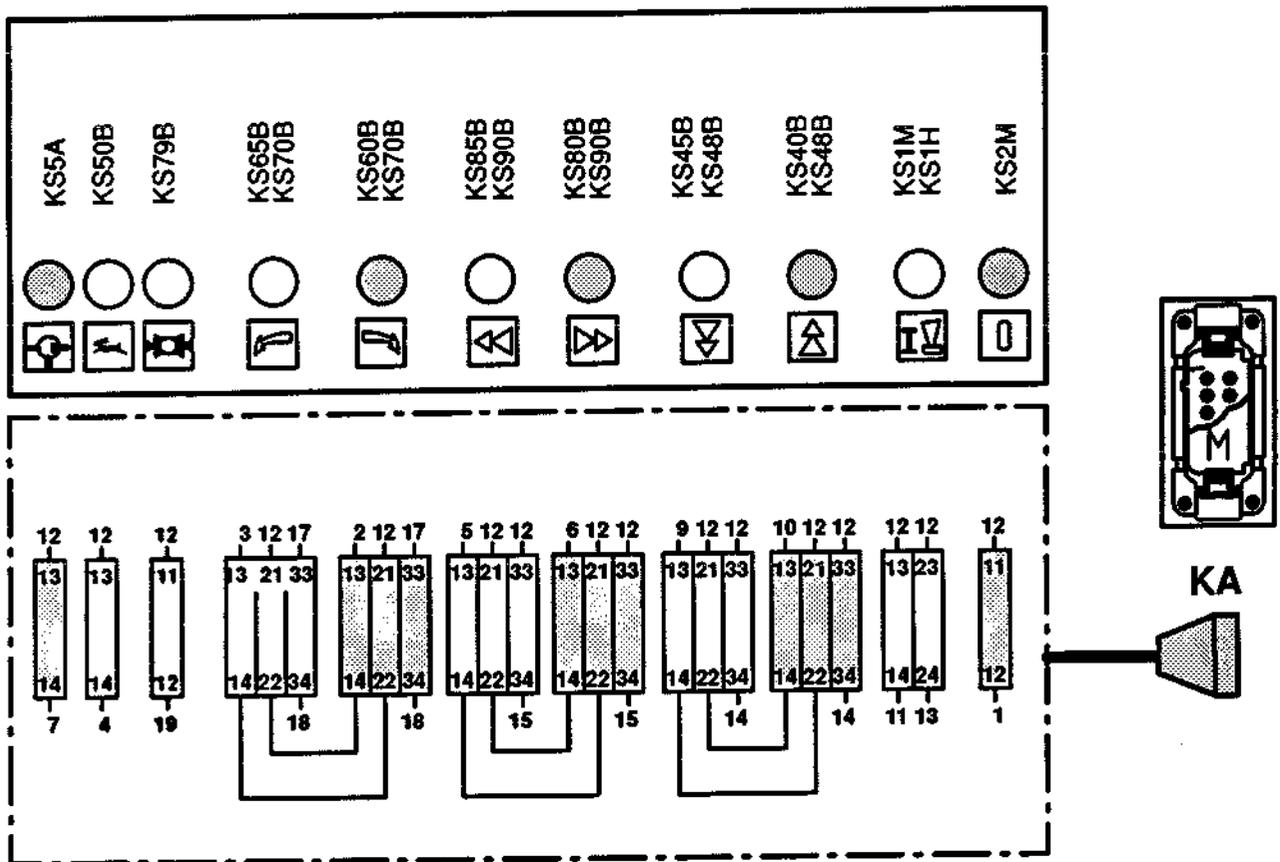 KS5A
KS50B
KS79B
KS65B
KS70B
KS60B
KS70B
KS85B
KS90B
KS80B
KS90B
KS45B
KS48B
KS40B
KS48B
KS1M
KS1H
KS2M
I
0
M
12 12 12 3 12 17 2 12 17 5 12 12 6 12 12 9 12 12 10 12 12 12 12 12
13 13 11 13 21 33 13 21 33 13 21 33 13 21 33 13 21 33 13 21 33 13 23 11
14 14 12 14 22 34 14 22 34 14 22 34 14 22 34 14 22 34 14 22 34 14 24 12
7 4 19 18 18 15 15 14 14 11 13 1
KA